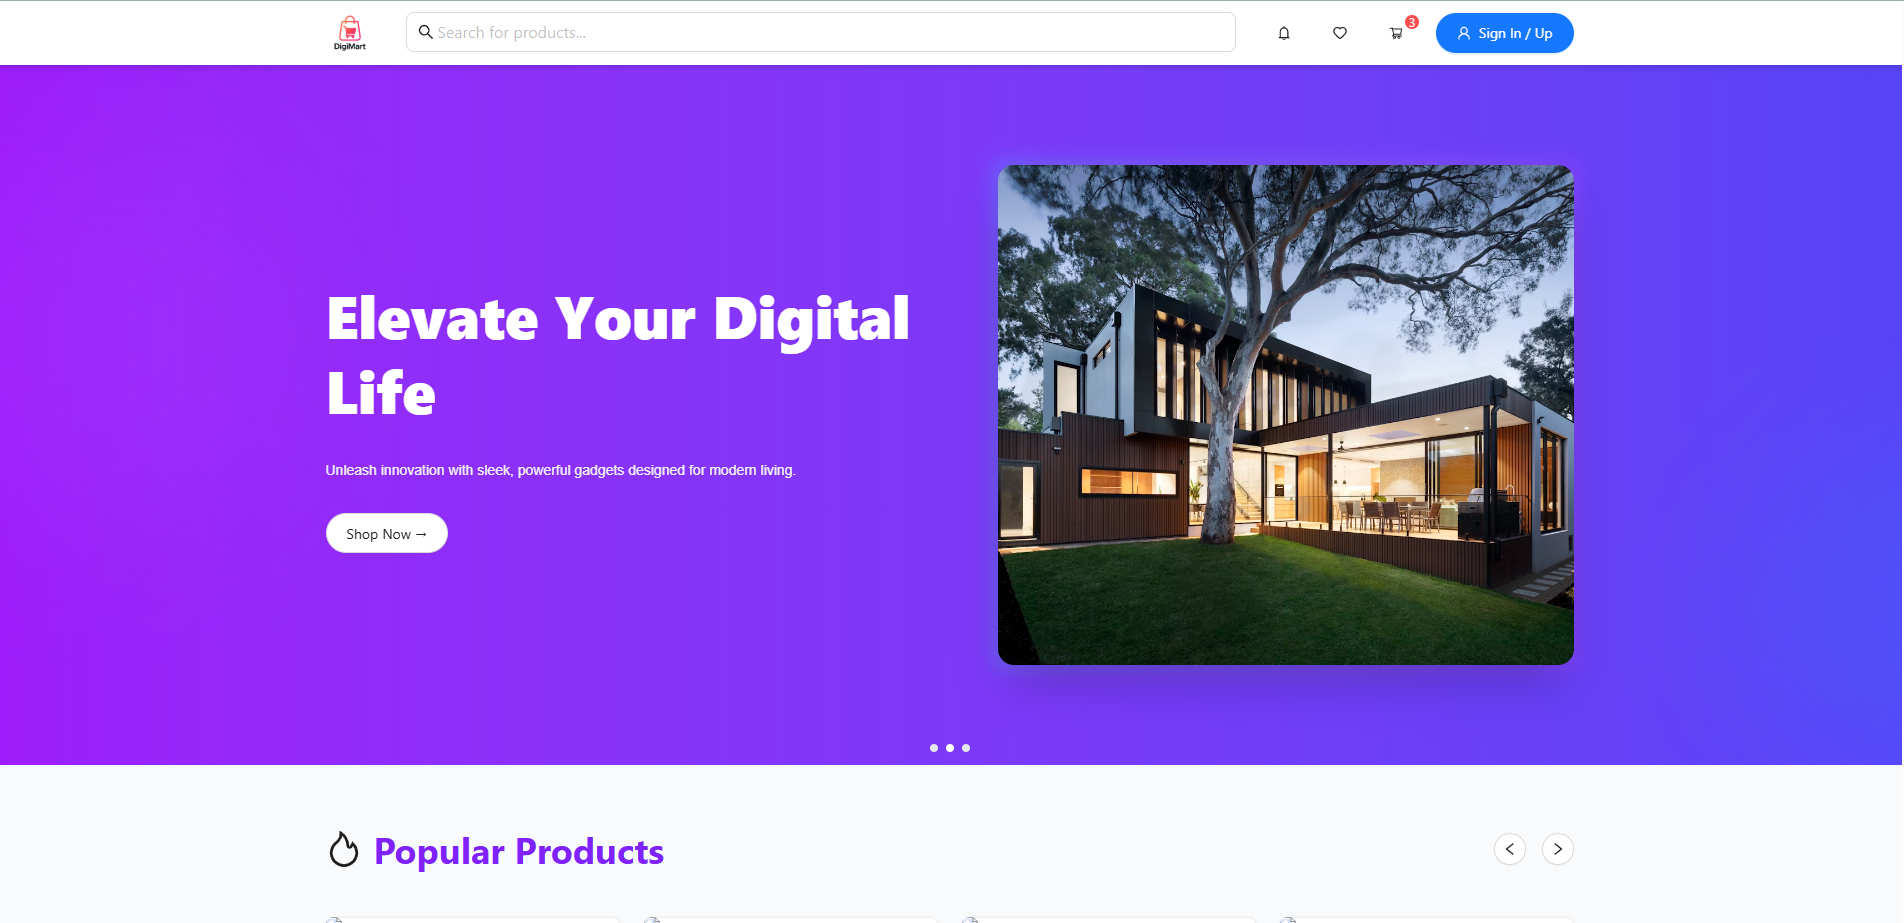 DigiMart
Search for products...
3
Sign In / Up
Elevate Your Digital
Life
Unleash innovation with sleek, powerful gadgets designed for modern living.
Shop Now →
Popular Products